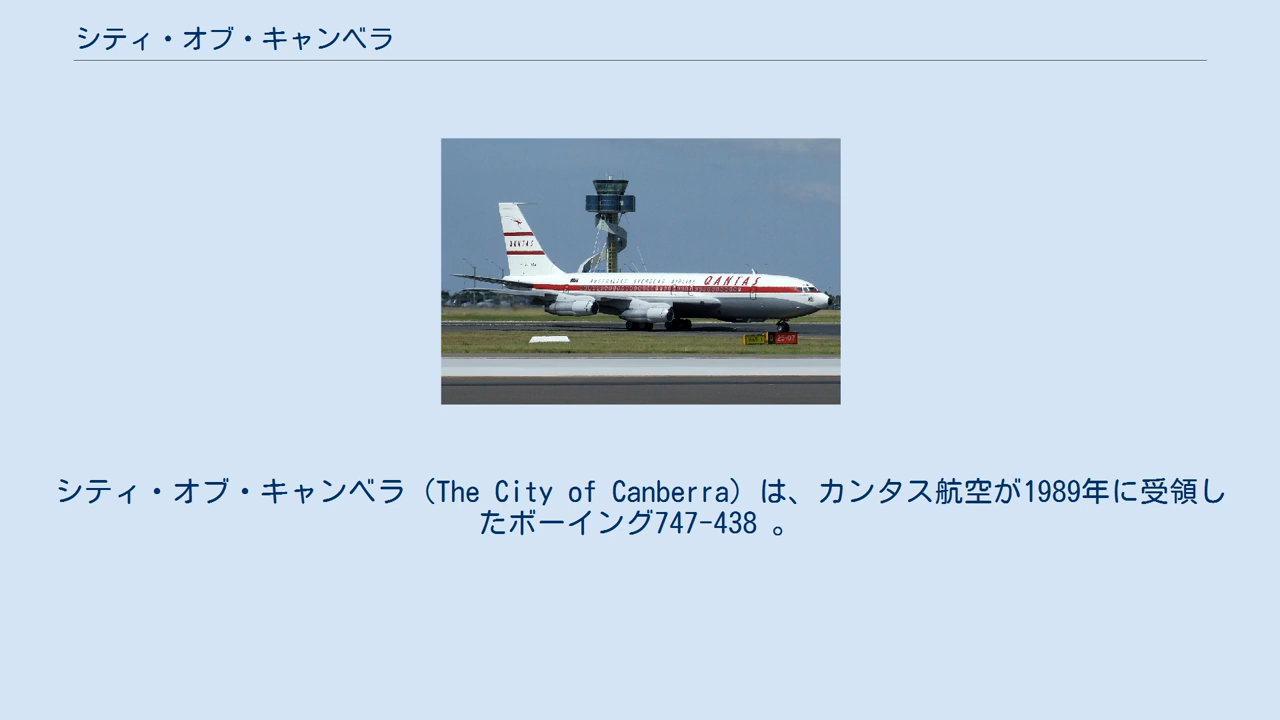 シティ・オブ・キャンベラ
QANTAS
QANTAS
シティ・オブ・キャンベラ（The City of Canberra）は、カンタス航空が1989年に受領し
たボーイング747-438 。